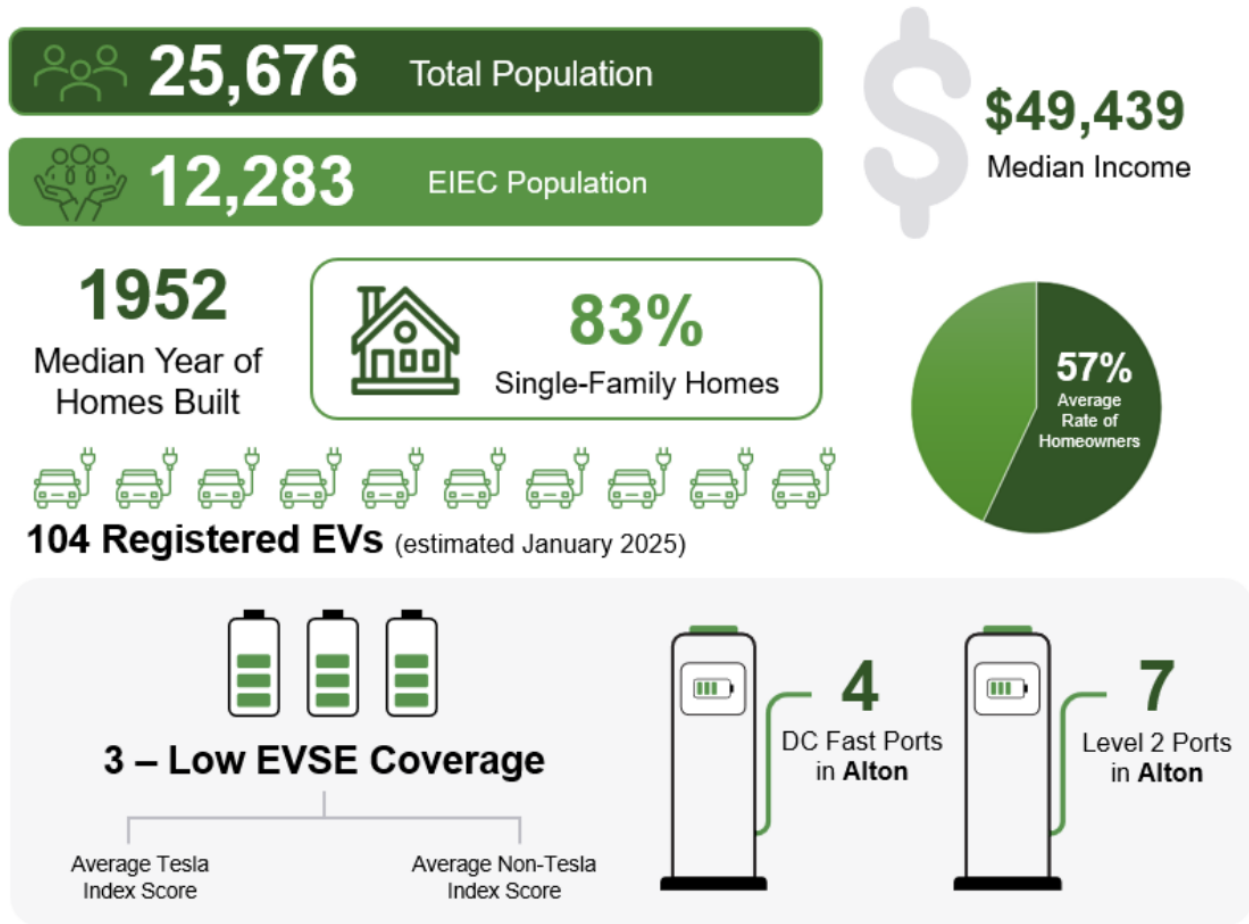 25,676 Total Population
12,283 EIEC Population
$49,439
Median Income
1952
Median Year of
Homes Built
83%
Single-Family Homes
57%
Average
Rate of
Homeowners
104 Registered EVs (estimated January 2025)
3 – Low EVSE Coverage
Average Tesla
Index Score
Average Non-Tesla
Index Score
4
DC Fast Ports
in Alton
7
Level 2 Ports
in Alton